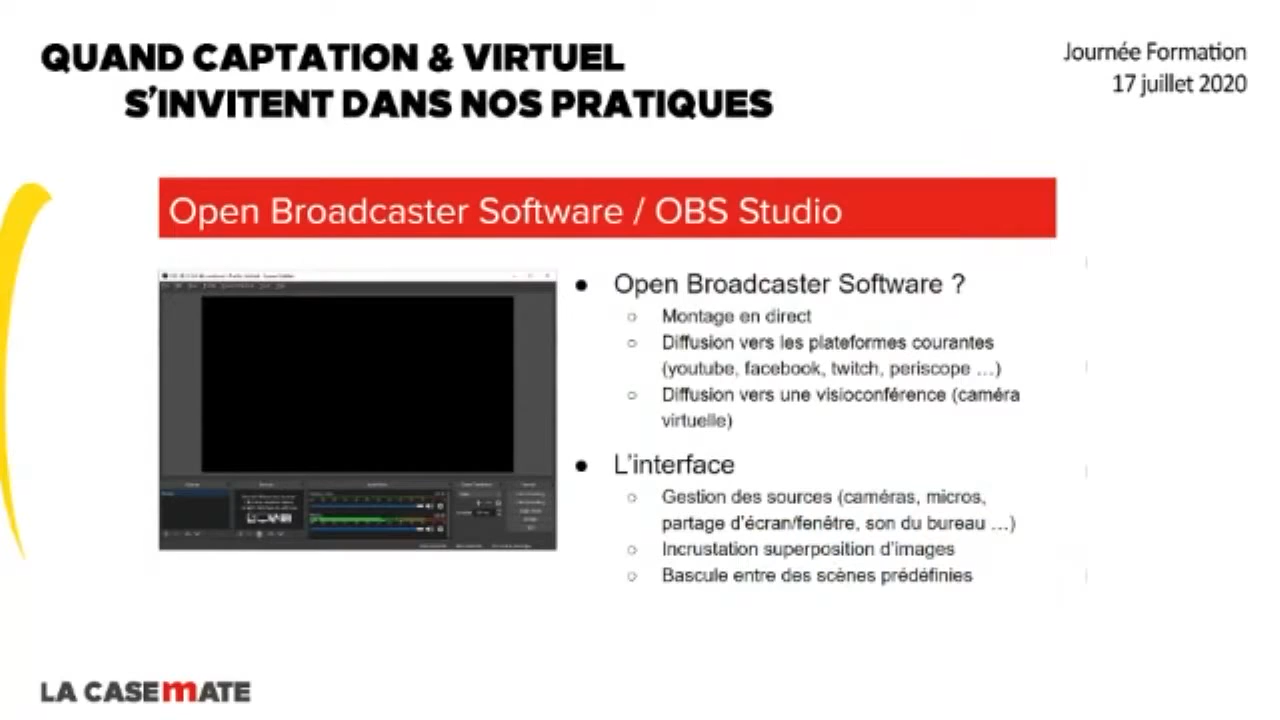 QUAND CAPTATION & VIRTUEL
S'INVITENT DANS NOS PRATIQUES
Journée Formation
17 juillet 2020
Open Broadcaster Software / OBS Studio
● Open Broadcaster Software ?
○ Montage en direct
○ Diffusion vers les plateformes courantes
(youtube, facebook, twitch, periscope …)
○ Diffusion vers une visioconférence (caméra
virtuelle)
● L'interface
○ Gestion des sources (caméras, micros,
partage d'écran/fenêtre, son du bureau …)
○ Incrustation superposition d'images
○ Bascule entre des scènes prédéfinies
LA CASEMATE